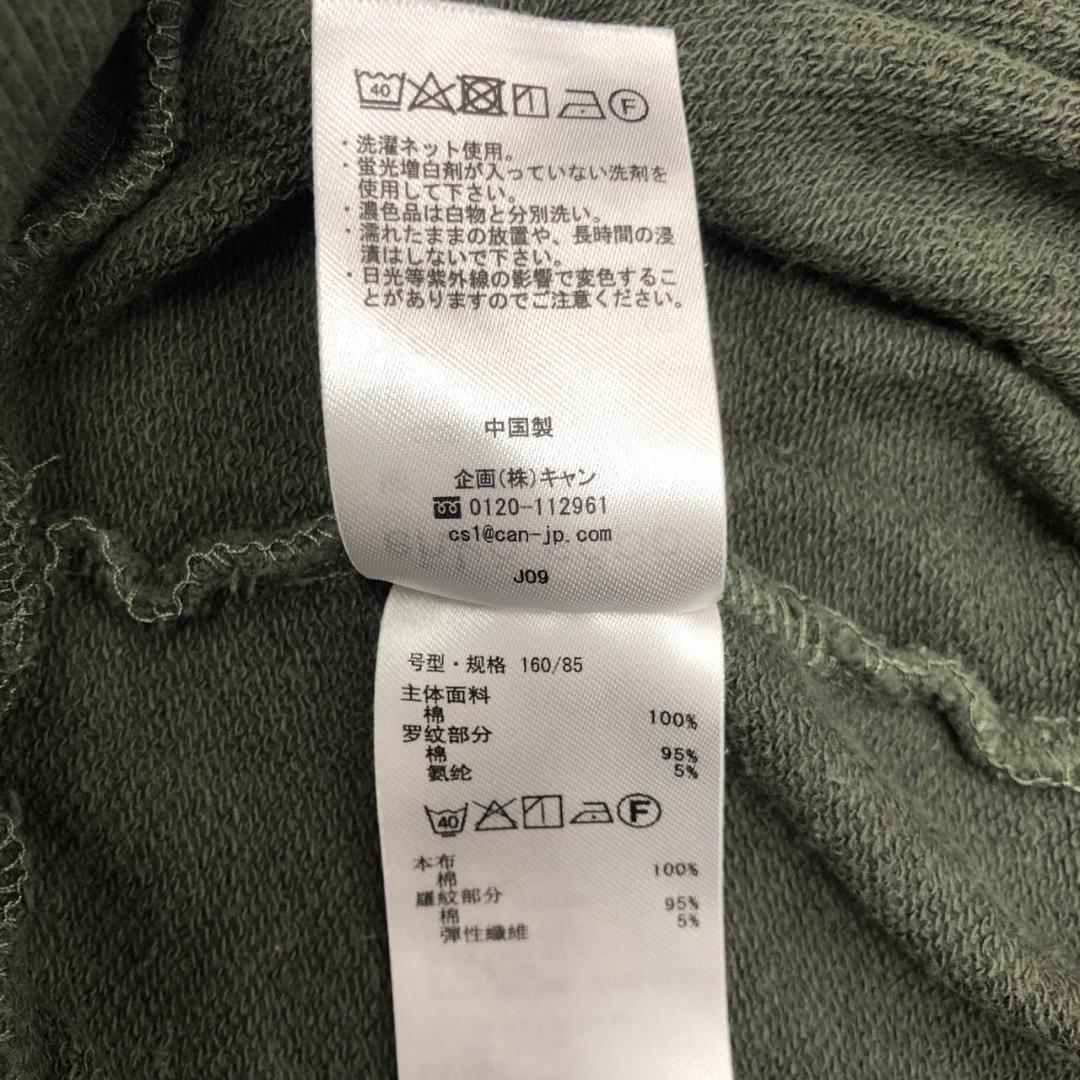 40
F
・洗濯ネット使用。
・蛍光増白剤が入っていない洗剤を
使用して下さい。
・濃色品は白物と分別洗い。
・濡れたままの放置や、長時間の浸
漬はしないで下さい。
・日光等紫外線の影響で変色するこ
とがありますのでご注意ください。
中国製
企画(株)キャン
0120-112961
cs1@can-jp.com
J09
号型・规格 160/85
主体面料
棉 100%
罗纹部分
棉 95%
氨纶 5%
40 F
本布
棉 100%
羅紋部分
棉 95%
彈性纖維 5%